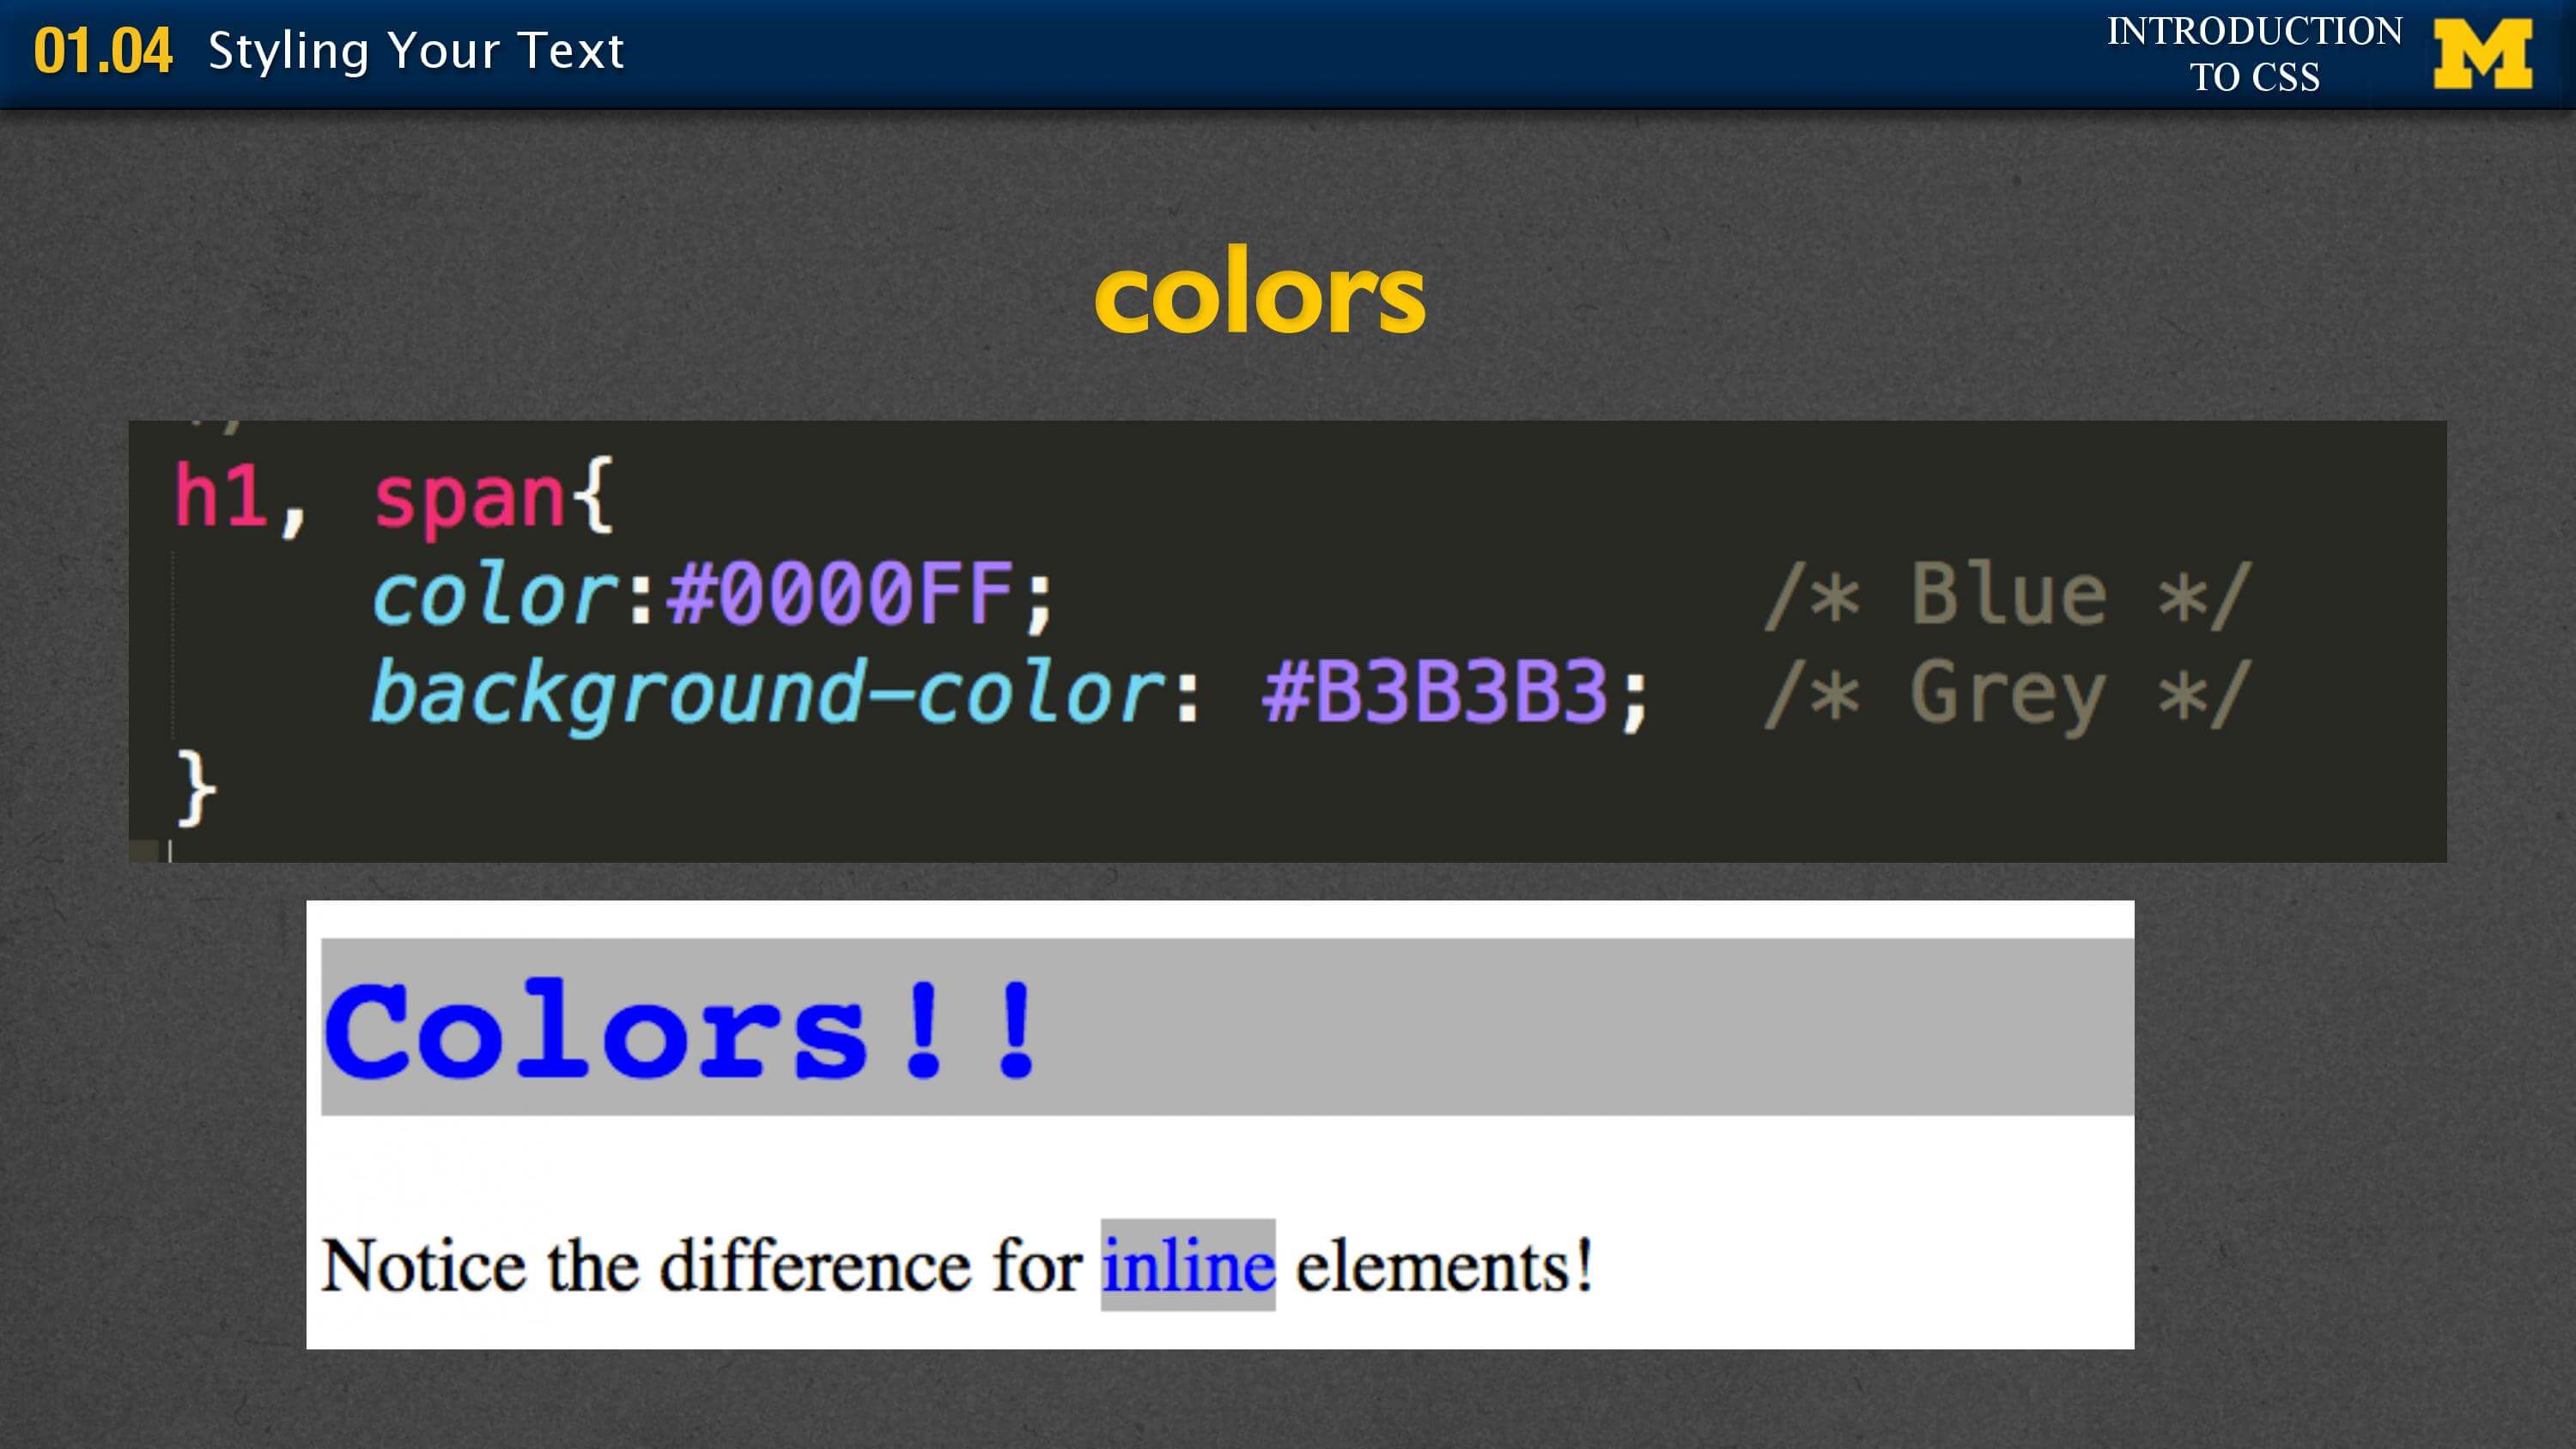 01.04 Styling Your Text
INTRODUCTION
TO CSS
M
colors
h1, span{
color:#0000FF; /* Blue */
background-color: #B3B3B3; /* Grey */
}
Colors!!
Notice the difference for inline elements!